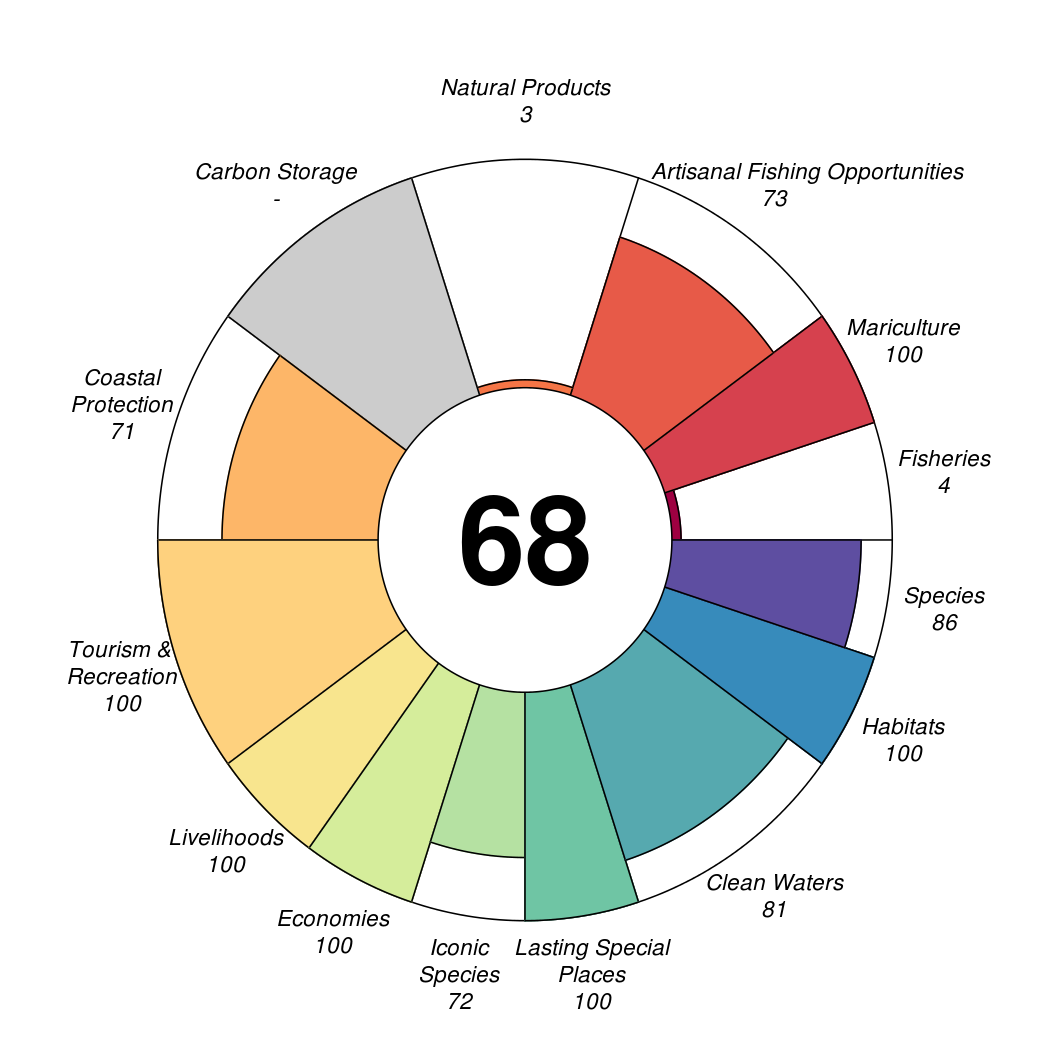 Natural Products
3
Carbon Storage
-
Artisanal Fishing Opportunities
73
Mariculture
100
Coastal
Protection
71
Fisheries
4
68
Species
86
Tourism &
Recreation
100
Habitats
100
Livelihoods
100
Clean Waters
81
Economies
100
Iconic
Species
72
Lasting Special
Places
100